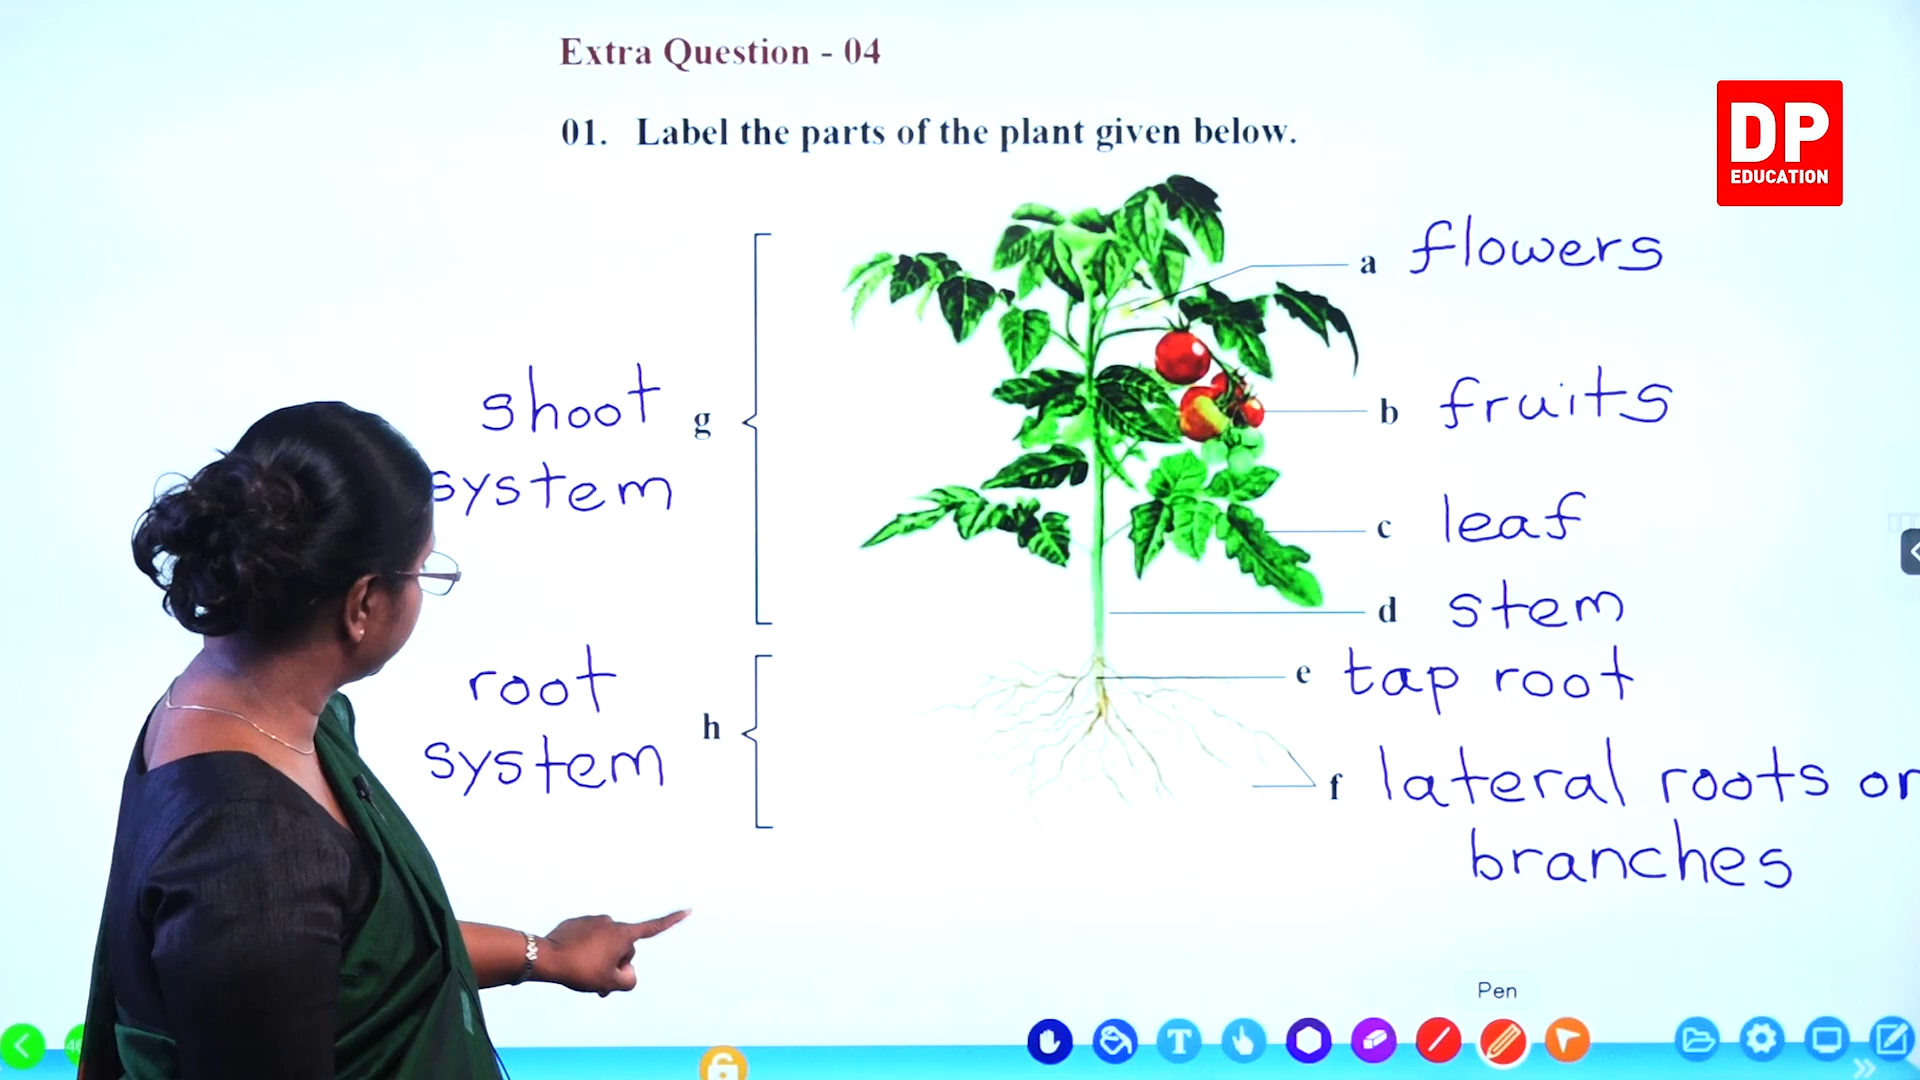 Extra Question - 04
01. Label the parts of the plant given below.
DP
EDUCATION
a flowers
b fruits
c leaf
d stem
e tap root
f lateral roots or
branches
shoot g
system
root
h
system
Pen
T